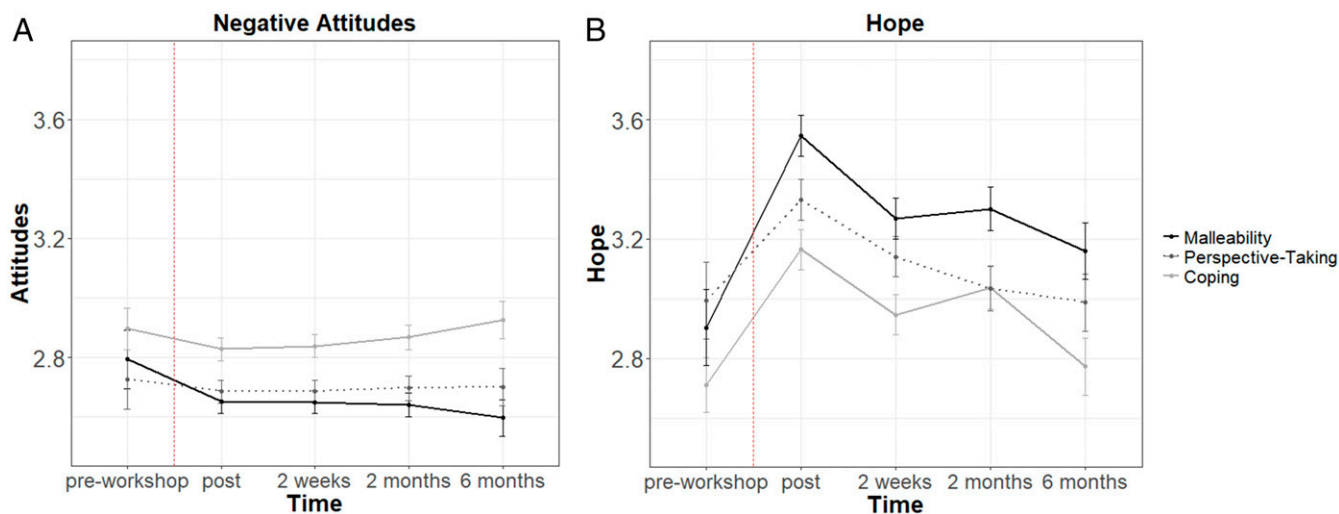 A
Negative Attitudes
Attitudes
3.6
3.2
2.8
pre-workshop post 2 weeks 2 months 6 months
Time
B
Hope
Hope
3.6
3.2
2.8
pre-workshop post 2 weeks 2 months 6 months
Time
Malleability
Perspective-Taking
Coping